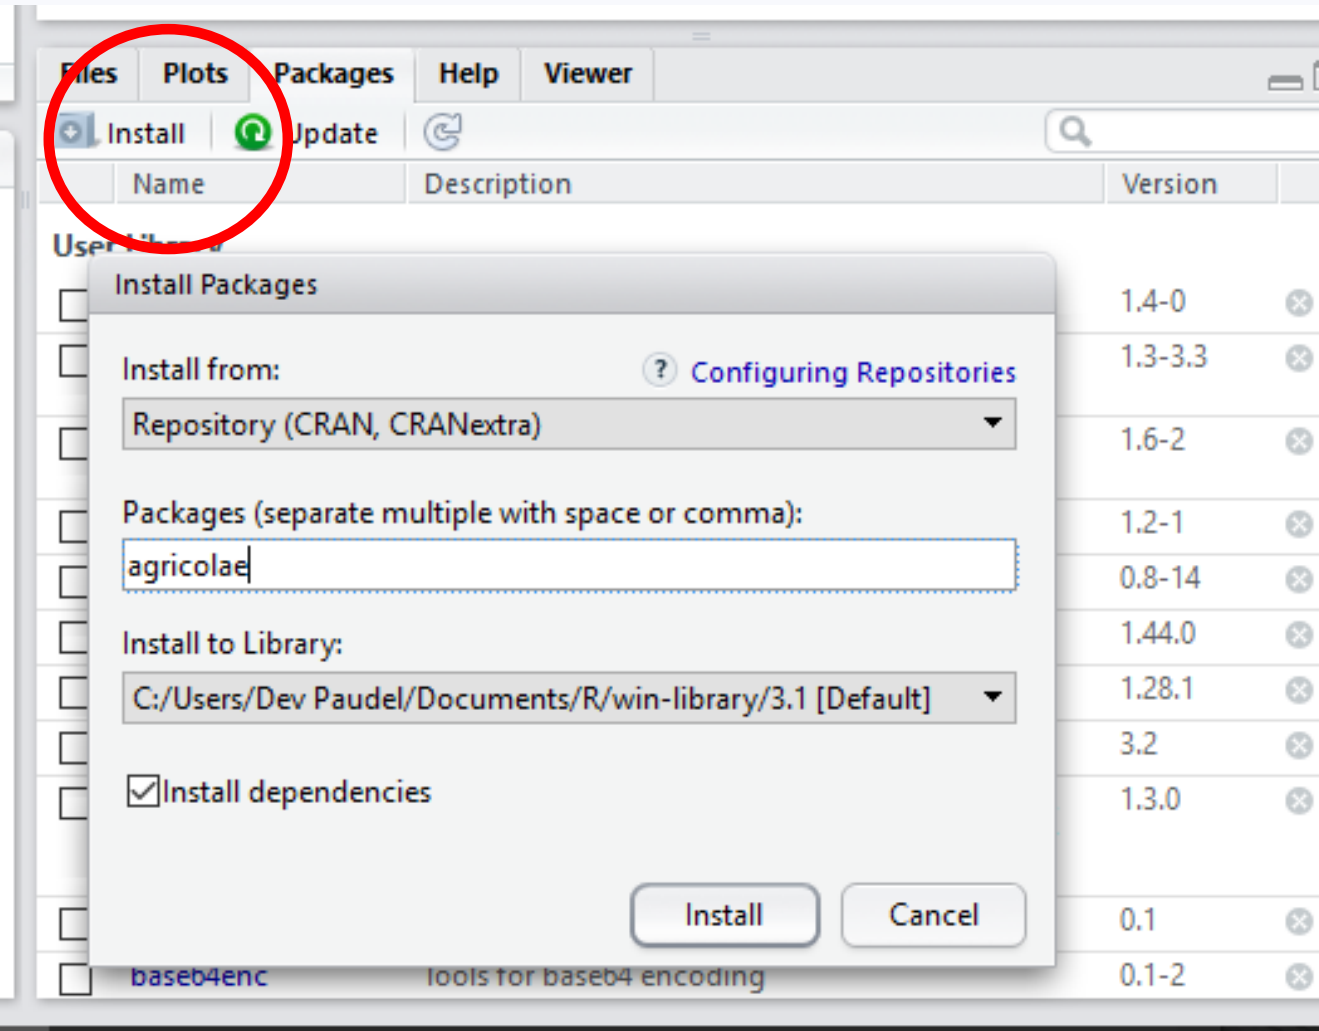 Files Plots Packages Help Viewer
Install Update
Name Description Version
User Library
Install Packages
1.4-0
Install from: ? Configuring Repositories
1.3-3.3
Repository (CRAN, CRANextra)
1.6-2
Packages (separate multiple with space or comma):
1.2-1
agricolae
0.8-14
Install to Library:
1.44.0
C:/Users/Dev Paudel/Documents/R/win-library/3.1 [Default]
1.28.1
3.2
Install dependencies
1.3.0
Install Cancel
0.1
base64enc Tools for base64 encoding 0.1-2